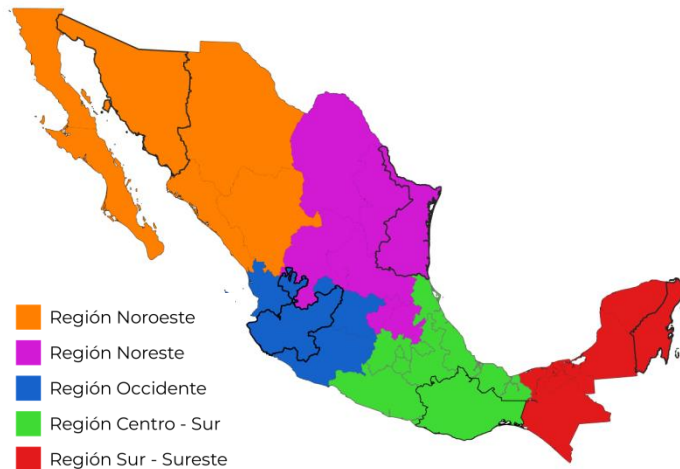 Región Noroeste
Región Noreste
Región Occidente
Región Centro - Sur
Región Sur - Sureste